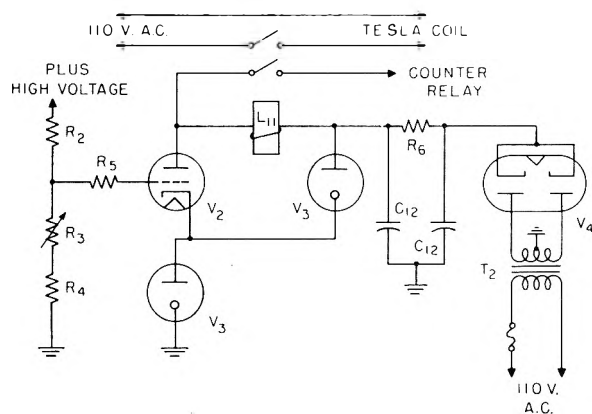 110 V. A.C.
TESLA COIL
PLUS
HIGH VOLTAGE
COUNTER
RELAY
R2
L11
R5
R6
V2
V3
C12
C12
V4
R3
T2
R4
V3
110 V.
A.C.